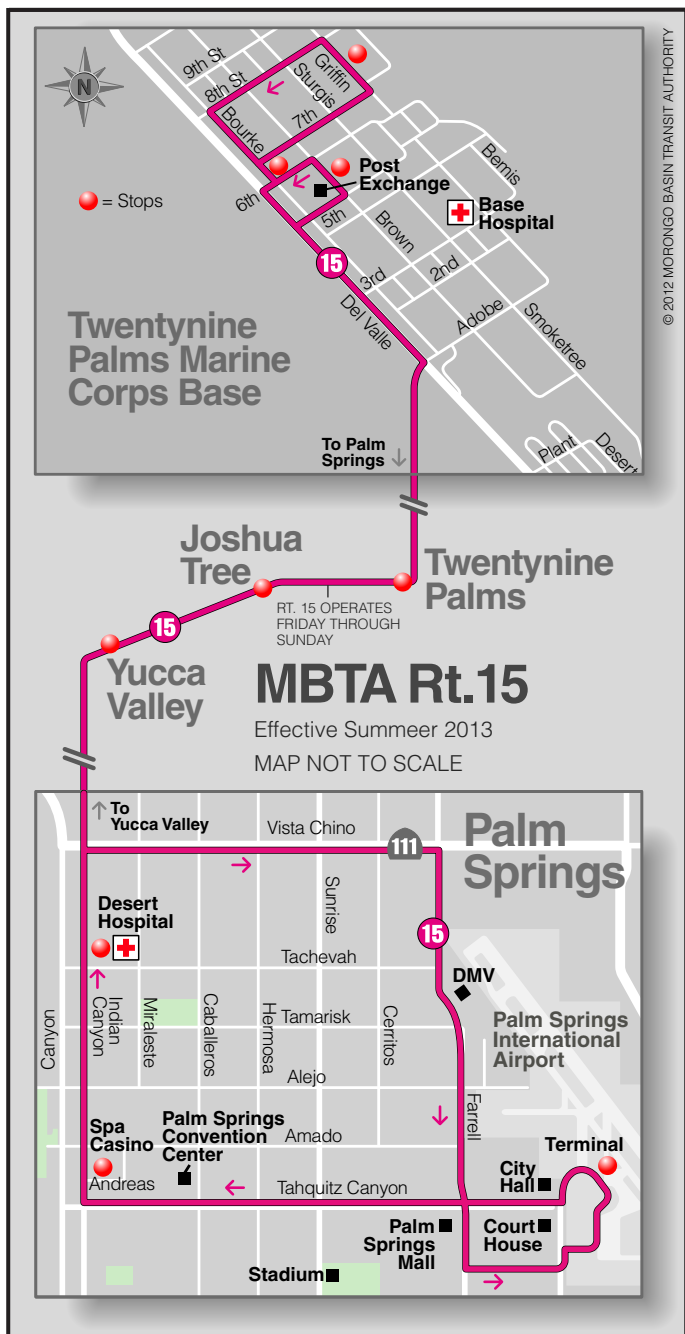 © 2012 MORONGO BASIN TRANSIT AUTHORITY
N
9th St
8th St
Griffin
Sturgis
7th
Bourke
= Stops
6th
Post
Exchange
5th
Bemis
Base
Hospital
Brown
15
3rd
2nd
Del Valle
Adobe
Smoketree
Twentynine
Palms Marine
Corps Base
To Palm
Springs
Plant
Desert
Joshua
Tree
Twentynine
Palms
RT. 15 OPERATES
FRIDAY THROUGH
SUNDAY
15
Yucca
Valley
MBTA Rt.15
Effective Summeer 2013
MAP NOT TO SCALE
To
Yucca Valley
Vista Chino
111
Palm
Springs
Desert
Hospital
Sunrise
15
Tachevah
DMV
Canyon
Indian
Canyon
Miraleste
Caballeros
Hermosa
Tamarisk
Cerritos
Palm Springs
International
Airport
Alejo
Farrell
Spa
Casino
Palm Springs
Convention
Center
Amado
Terminal
Andreas
City
Hall
Tahquitz Canyon
Palm
Springs
Mall
Court
House
Stadium